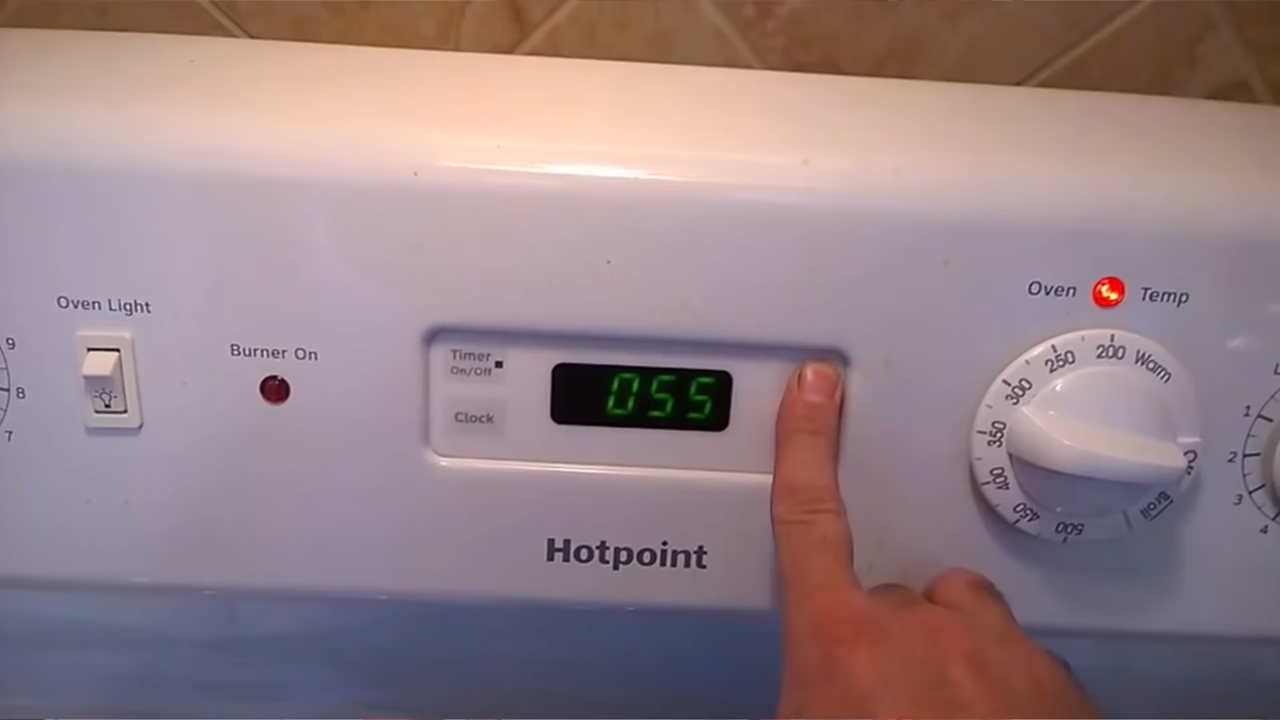 Oven Light
9
8
7
Burner On
Timer
On/Off
Clock
055
Hotpoint
Oven Temp
Warm
200
250
300
350
400
450
500
Broil
1
2
3
4